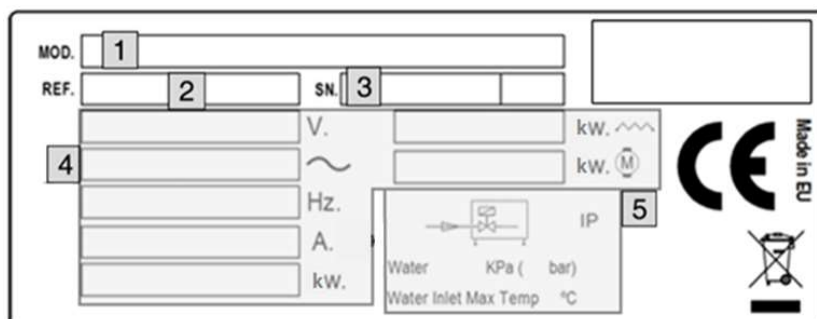 MOD. 1
REF. 2 SN. 3
V. kw.
4 kw. M
Hz. 5
A. IP
kw.
Water KPa ( bar)
Water Inlet Max Temp °C
CE
Made in EU